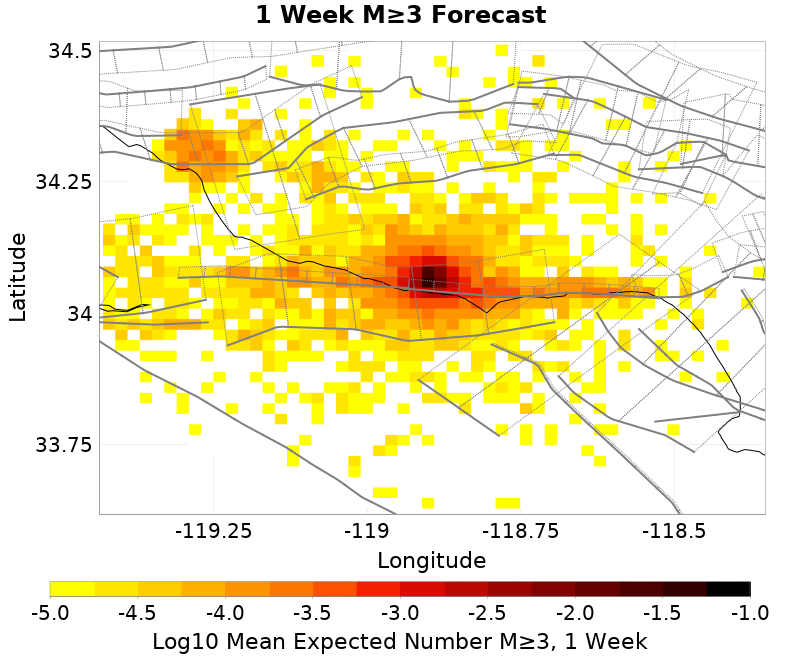 1 Week M≥3 Forecast
34.5
34.25
34
33.75
Latitude
-119.25 -119 -118.75 -118.5
Longitude
-5.0 -4.5 -4.0 -3.5 -3.0 -2.5 -2.0 -1.5 -1.0
Log10 Mean Expected Number M≥3, 1 Week